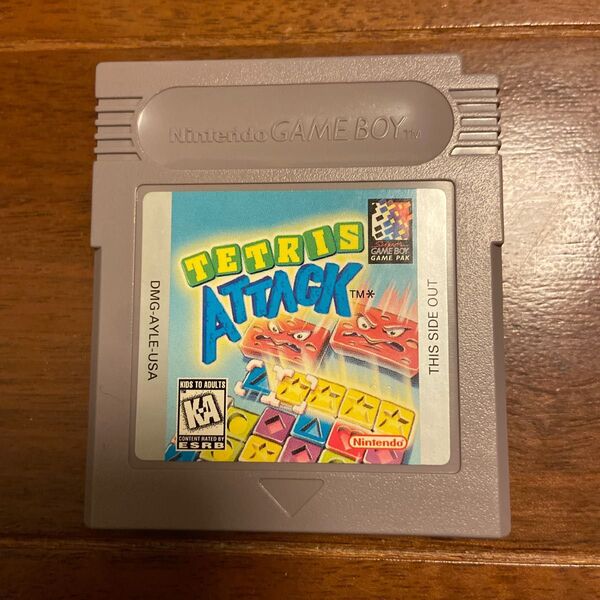 Nintendo GAME BOY TM
TETRIS
ATTACK TM*
Super
GAME BOY
GAME PAK
DMG-AYLE-USA
THIS SIDE OUT
KIDS TO ADULTS
K-A
CONTENT RATED BY
ESRB
Nintendo